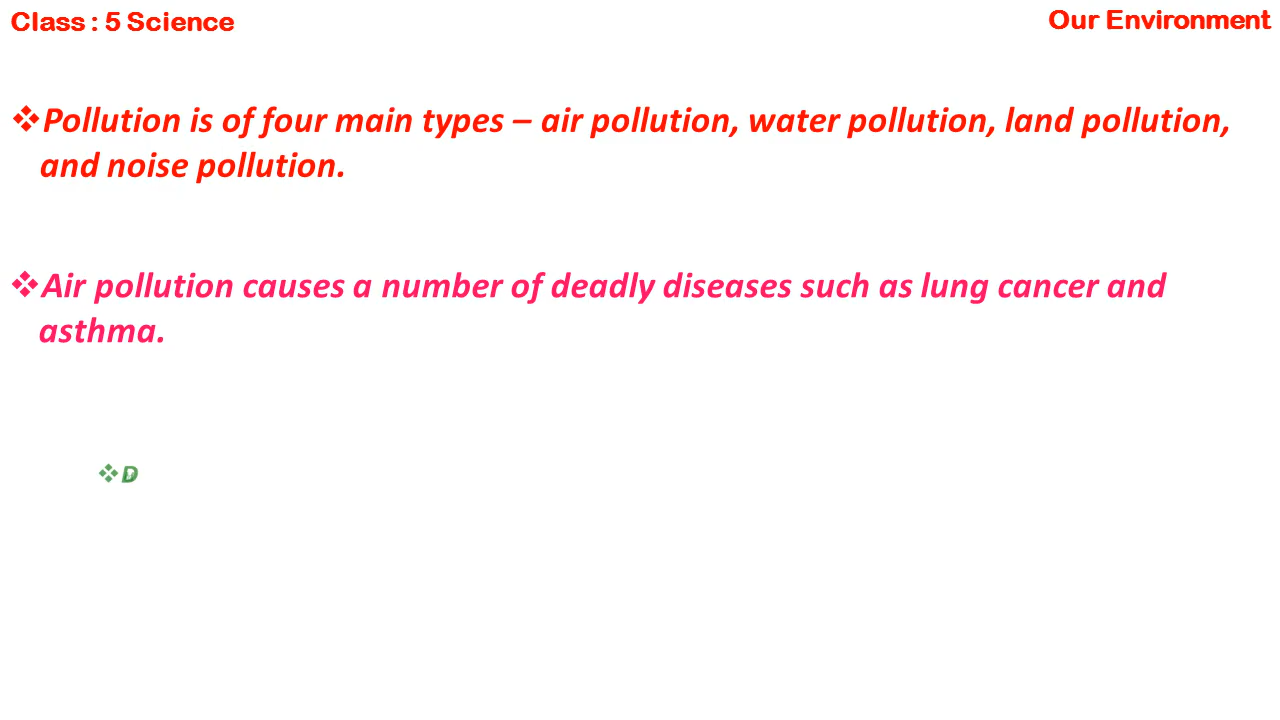 Class : 5 Science
Our Environment
❖Pollution is of four main types – air pollution, water pollution, land pollution,
and noise pollution.
❖Air pollution causes a number of deadly diseases such as lung cancer and
asthma.
❖D